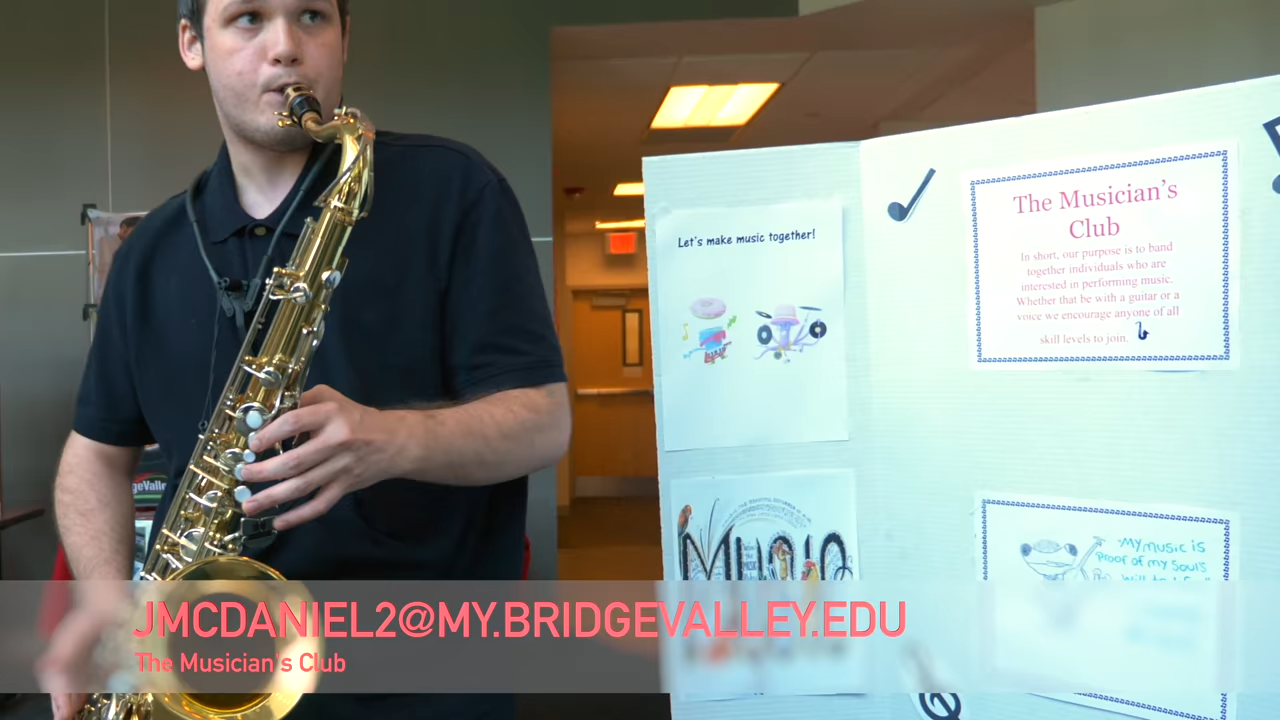 Let's make music together!
The Musician's
Club
In short, our purpose is to band
together individuals who are
interested in performing music.
Whether that be with a guitar or a
voice we encourage anyone of all
skill levels to join.
MUSIC
"My music is
proof of my soul's
geValley
JMCDANIEL2@MY.BRIDGEVALLEY.EDU
The Musician's Club